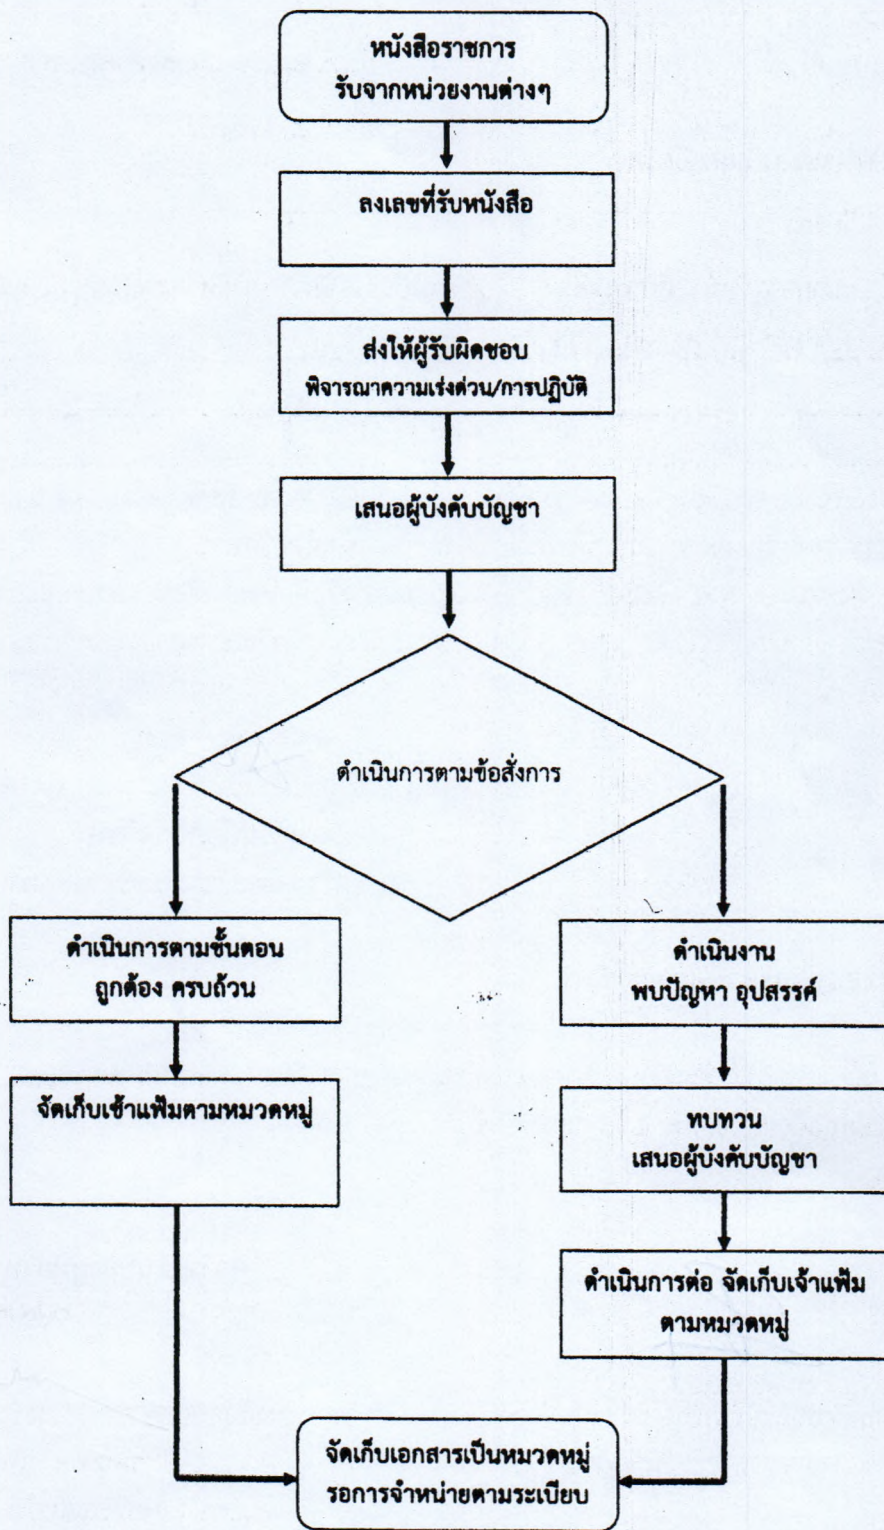 หนังสือราชการ
รับจากหน่วยงานต่างๆ
ลงเลขที่รับหนังสือ
ส่งให้ผู้รับผิดชอบ
พิจารณาความเร่งด่วน/การปฏิบัติ
เสนอผู้บังคับบัญชา
ดำเนินการตามข้อสั่งการ
ดำเนินการตามขั้นตอน
ถูกต้อง ครบถ้วน
จัดเก็บเข้าแฟ้มตามหมวดหมู่
ดำเนินงาน
พบปัญหา อุปสรรค์
ทบทวน
เสนอผู้บังคับบัญชา
ดำเนินการต่อ จัดเก็บเจ้าแฟ้ม
ตามหมวดหมู่
จัดเก็บเอกสารเป็นหมวดหมู่
รอการจำหน่ายตามระเบียบ